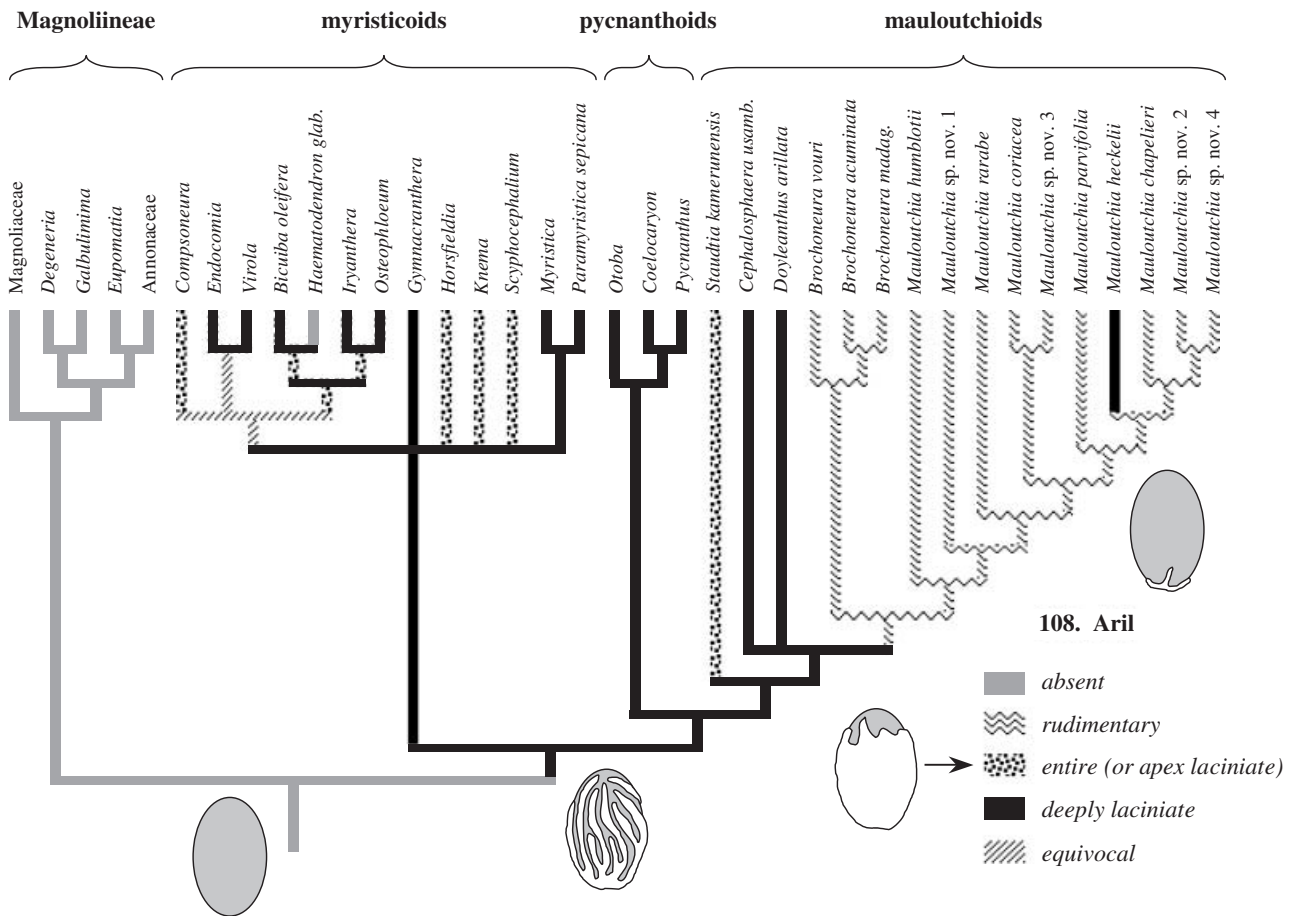 Magnoliineae
myristicoids
pycnanthoids
mauloutchioids
Magnoliaceae
Degeneria
Galbulimima
Eupomatia
Annonaceae
Compsoneura
Endocomia
Virola
Bicuiba oleifera
Haematodendron glab.
Iryanthera
Osteophloeum
Gymnacranthera
Horsfieldia
Knema
Scyphocephalium
Myristica
Paramyristica sepicana
Otoba
Coelocaryon
Pycnanthus
Staudtia kamerunensis
Cephalosphaera usamb.
Doyleanthus arillata
Brochoneura vouri
Brochoneura acuminata
Brochoneura madag.
Mauloutchia humblotii
Mauloutchia sp. nov. 1
Mauloutchia rarabe
Mauloutchia coriacea
Mauloutchia sp. nov. 3
Mauloutchia parvifolia
Mauloutchia heckelii
Mauloutchia chapelieri
Mauloutchia sp. nov. 2
Mauloutchia sp. nov. 4
108. Aril
absent
rudimentary
entire (or apex laciniate)
deeply laciniate
equivocal